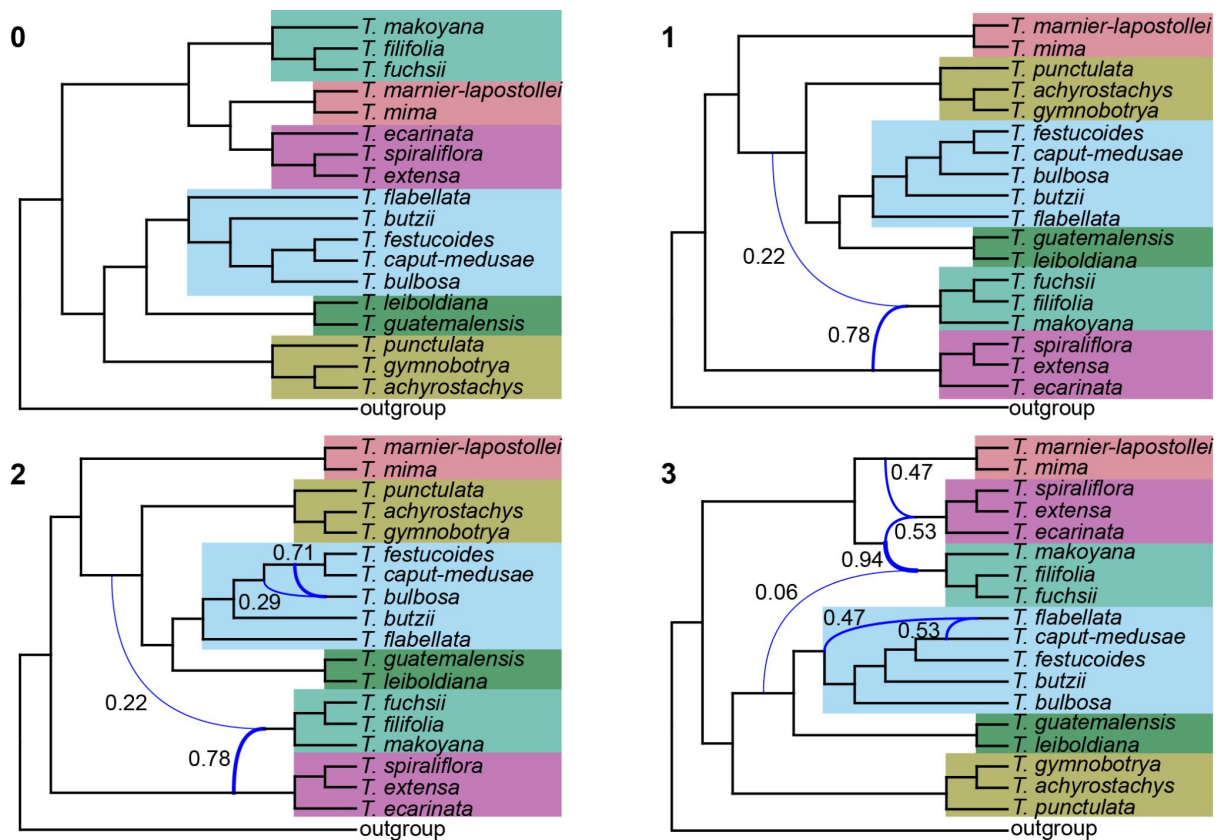 0
T. makoyana
T. filifolia
T. fuchsii
T. marnier-lapostollei
T. mima
T. ecarinata
T. spiraliflora
T. extensa
T. flabellata
T. butzii
T. festucoides
T. caput-medusae
T. bulbosa
T. leiboldiana
T. guatemalensis
T. punctulata
T. gymnobotrya
T. achyrostachys
outgroup
1
T. marnier-lapostollei
T. mima
T. punctulata
T. achyrostachys
T. gymnobotrya
T. festucoides
T. caput-medusae
T. bulbosa
T. butzii
T. flabellata
T. guatemalensis
0.22
T. leiboldiana
T. fuchsii
T. filifolia
T. makoyana
0.78
T. spiraliflora
T. extensa
T. ecarinata
outgroup
2
T. marnier-lapostollei
T. mima
T. punctulata
T. achyrostachys
T. gymnobotrya
0.71
T. festucoides
T. caput-medusae
0.29
T. bulbosa
T. butzii
T. flabellata
T. guatemalensis
T. leiboldiana
0.22
T. fuchsii
T. filifolia
T. makoyana
0.78
T. spiraliflora
T. extensa
T. ecarinata
outgroup
3
T. marnier-lapostollei
0.47
T. mima
T. spiraliflora
T. extensa
0.53
T. ecarinata
0.94
T. makoyana
0.06
T. filifolia
T. fuchsii
0.47
T. flabellata
0.53
T. caput-medusae
T. festucoides
T. butzii
T. bulbosa
T. guatemalensis
T. leiboldiana
T. gymnobotrya
T. achyrostachys
T. punctulata
outgroup